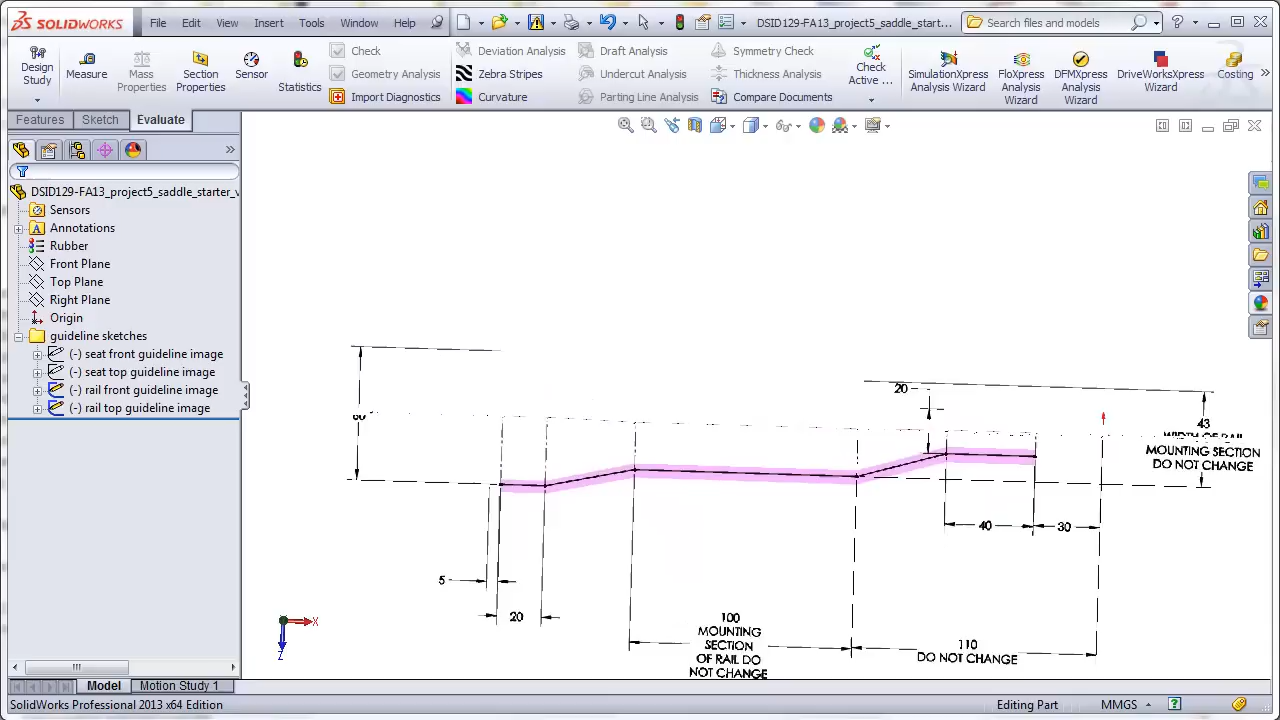 SOLIDWORKS File Edit View Insert Tools Window Help DSID129-FA13_project5_saddle_start... Search files and models
Design Study
Measure
Mass Properties
Section Properties
Sensor
Statistics
Check
Geometry Analysis
Import Diagnostics
Deviation Analysis
Zebra Stripes
Curvature
Draft Analysis
Undercut Analysis
Parting Line Analysis
Symmetry Check
Thickness Analysis
Compare Documents
Check Active ...
SimulationXpress Analysis Wizard
FloXpress Analysis Wizard
DFMXpress Analysis Wizard
DriveWorksXpress Wizard
Costing
Features Sketch Evaluate
DSID129-FA13_project5_saddle_starter_v
Sensors
Annotations
Rubber
Front Plane
Top Plane
Right Plane
Origin
guideline sketches
(-) seat front guideline image
(-) seat top guideline image
(-) rail front guideline image
(-) rail top guideline image
20
43
WIDTH OF RAIL
MOUNTING SECTION
DO NOT CHANGE
40 30
5
20
100
MOUNTING
SECTION
OF RAIL DO
NOT CHANGE
110
DO NOT CHANGE
X
Z
Model Motion Study 1
SolidWorks Professional 2013 x64 Edition Editing Part MMGS